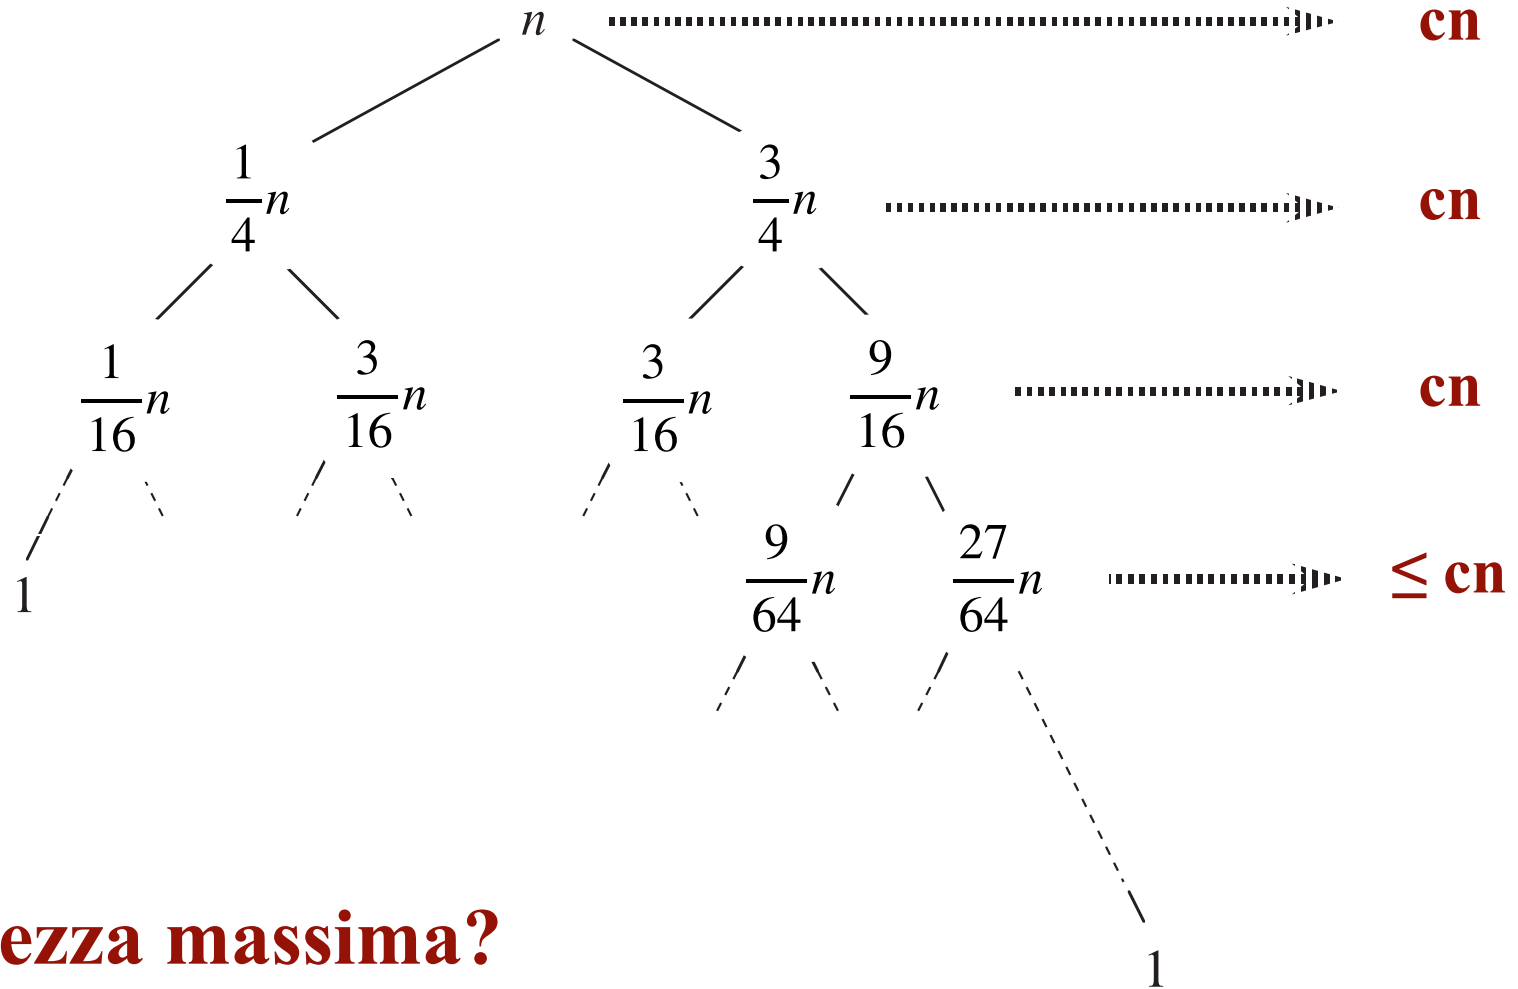 n cn
1/4 n 3/4 n cn
1/16 n 3/16 n 3/16 n 9/16 n cn
9/64 n 27/64 n ≤ cn
1
ezza massima?
1